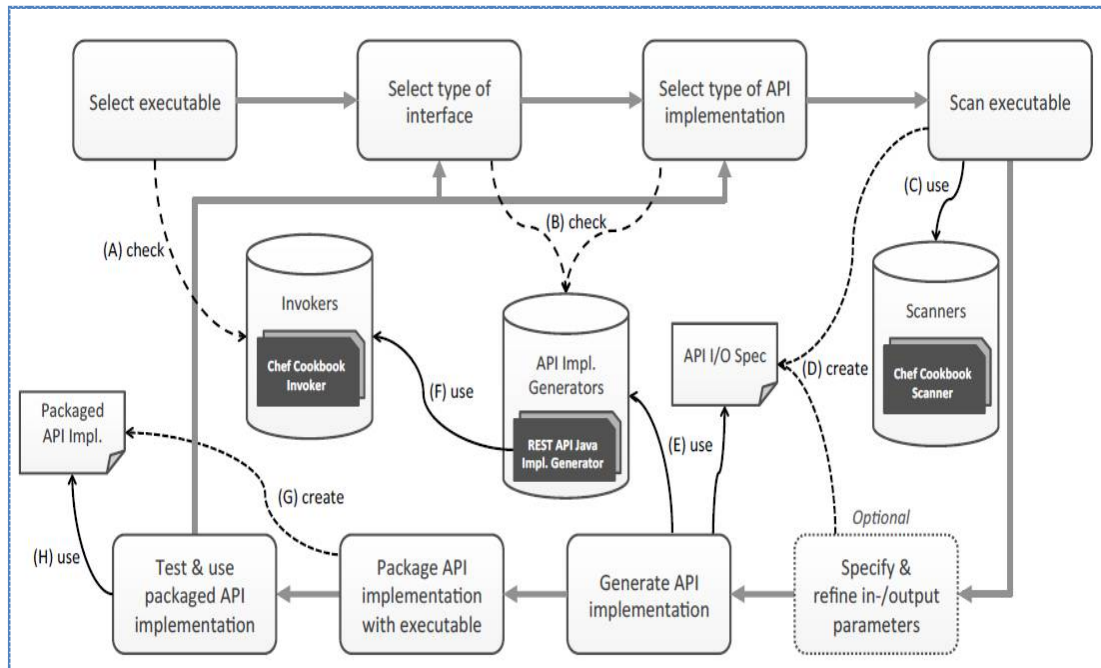 Select executable
Select type of
interface
Select type of API
implementation
Scan executable
(A) check
(B) check
(C) use
Invokers
Chef Cookbook
Invoker
API Impl.
Generators
REST API Java
Impl. Generator
API I/O Spec
Scanners
Chef Cookbook
Scanner
(D) create
(E) use
(F) use
Packaged
API Impl.
(G) create
(H) use
Optional
Test & use
packaged API
implementation
Package API
implementation
with executable
Generate API
implementation
Specify &
refine in-/output
parameters